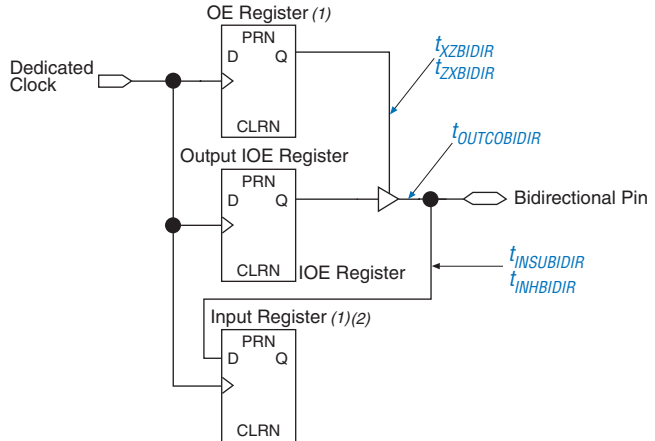 OE Register (1)
PRN
D Q
CLRN
Dedicated
Clock
tXZBIDIR
tZXBIDIR
Output IOE Register
PRN
D Q
CLRN
tOUTCOBIDIR
Bidirectional Pin
IOE Register
tINSUBIDIR
tINHBIDIR
Input Register (1)(2)
PRN
D Q
CLRN